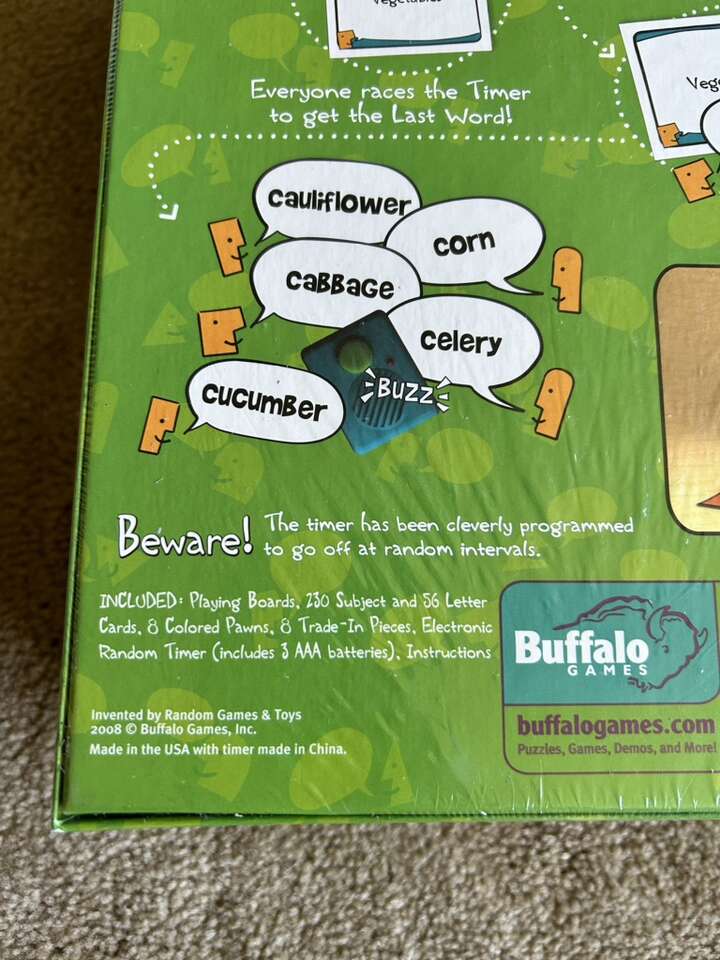 Vegetables
Everyone races the Timer
to get the Last Word!
cauliflower
corn
cabbage
celery
BUZZ
cucumber
Beware! The timer has been cleverly programmed
to go off at random intervals.
INCLUDED: Playing Boards, 230 Subject and 56 Letter
Cards, 8 Colored Pawns, 8 Trade-In Pieces, Electronic
Random Timer (includes 3 AAA batteries), Instructions
Buffalo
GAMES
Invented by Random Games & Toys
2008 © Buffalo Games, Inc.
Made in the USA with timer made in China.
buffalogames.com
Puzzles, Games, Demos, and More!